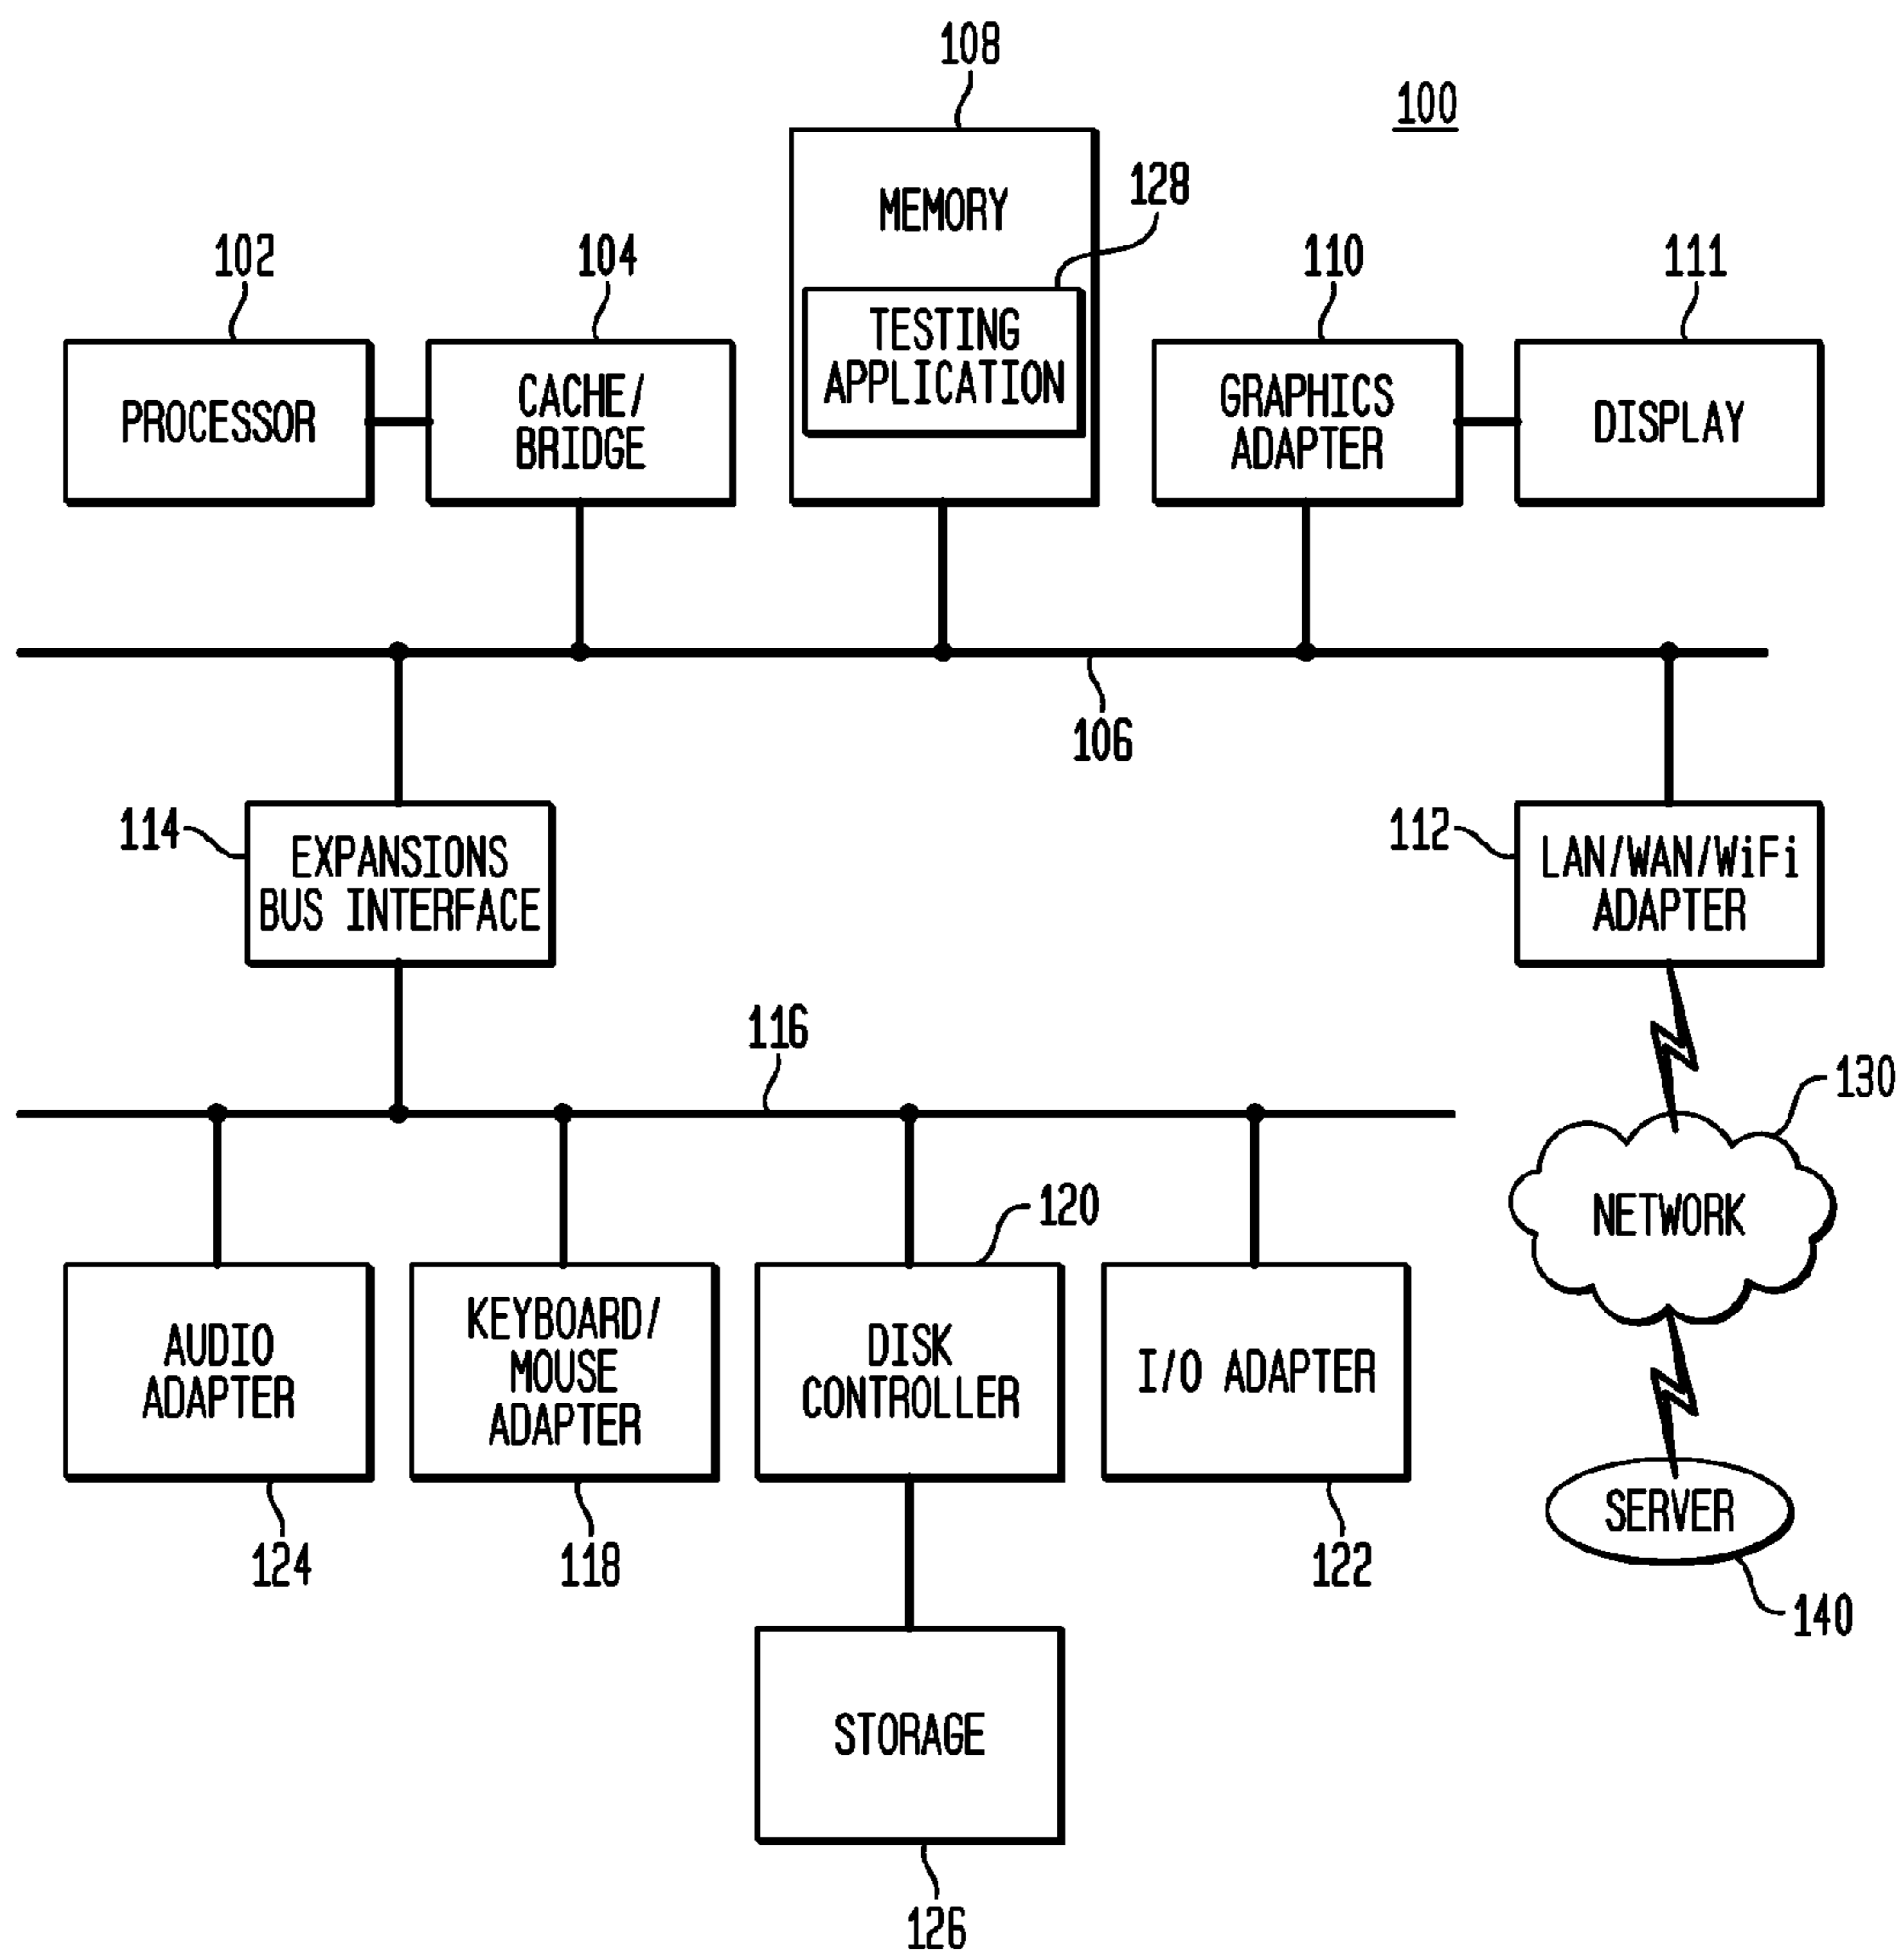 108
100
128
MEMORY
102
104
110
111
TESTING
APPLICATION
PROCESSOR
CACHE/
BRIDGE
GRAPHICS
ADAPTER
DISPLAY
106
114
EXPANSIONS
BUS INTERFACE
112
LAN/WAN/WiFi
ADAPTER
116
130
NETWORK
120
AUDIO
ADAPTER
KEYBOARD/
MOUSE
ADAPTER
DISK
CONTROLLER
I/O ADAPTER
SERVER
124
118
122
140
STORAGE
126